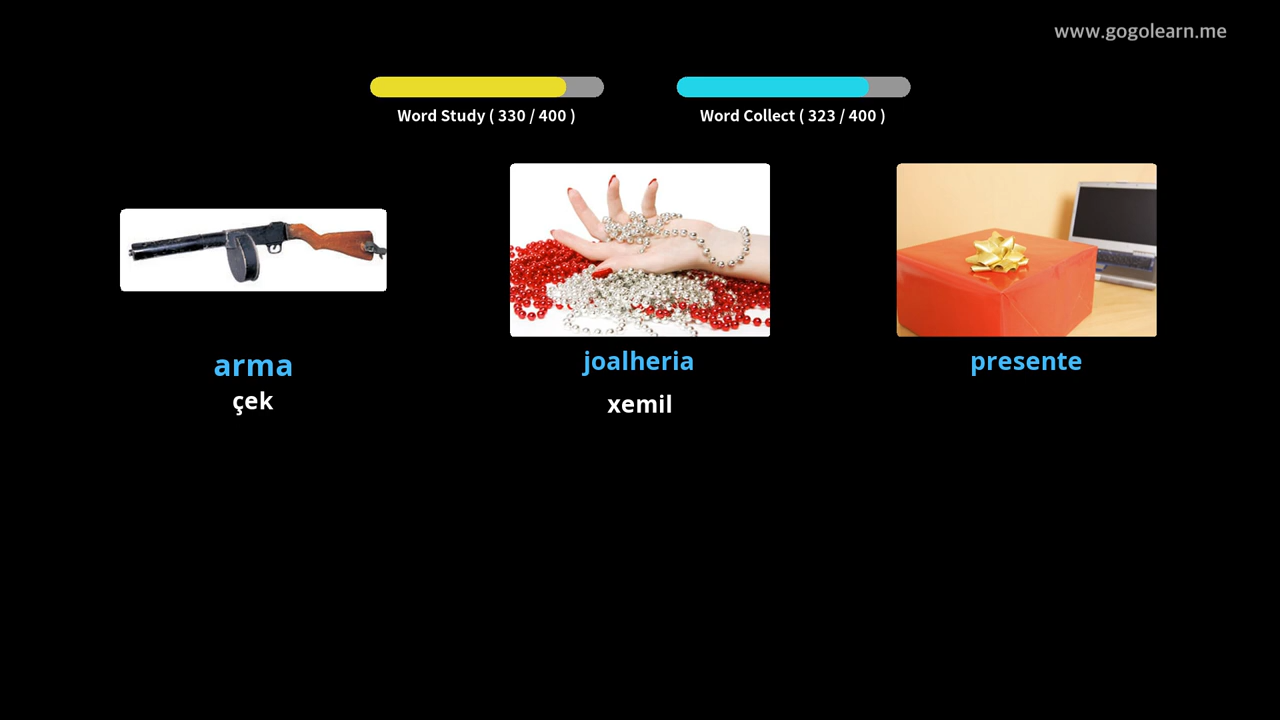 www.gogolearn.me
Word Study ( 330 / 400 )
Word Collect ( 323 / 400 )
arma
çek
joalheria
xemil
presente